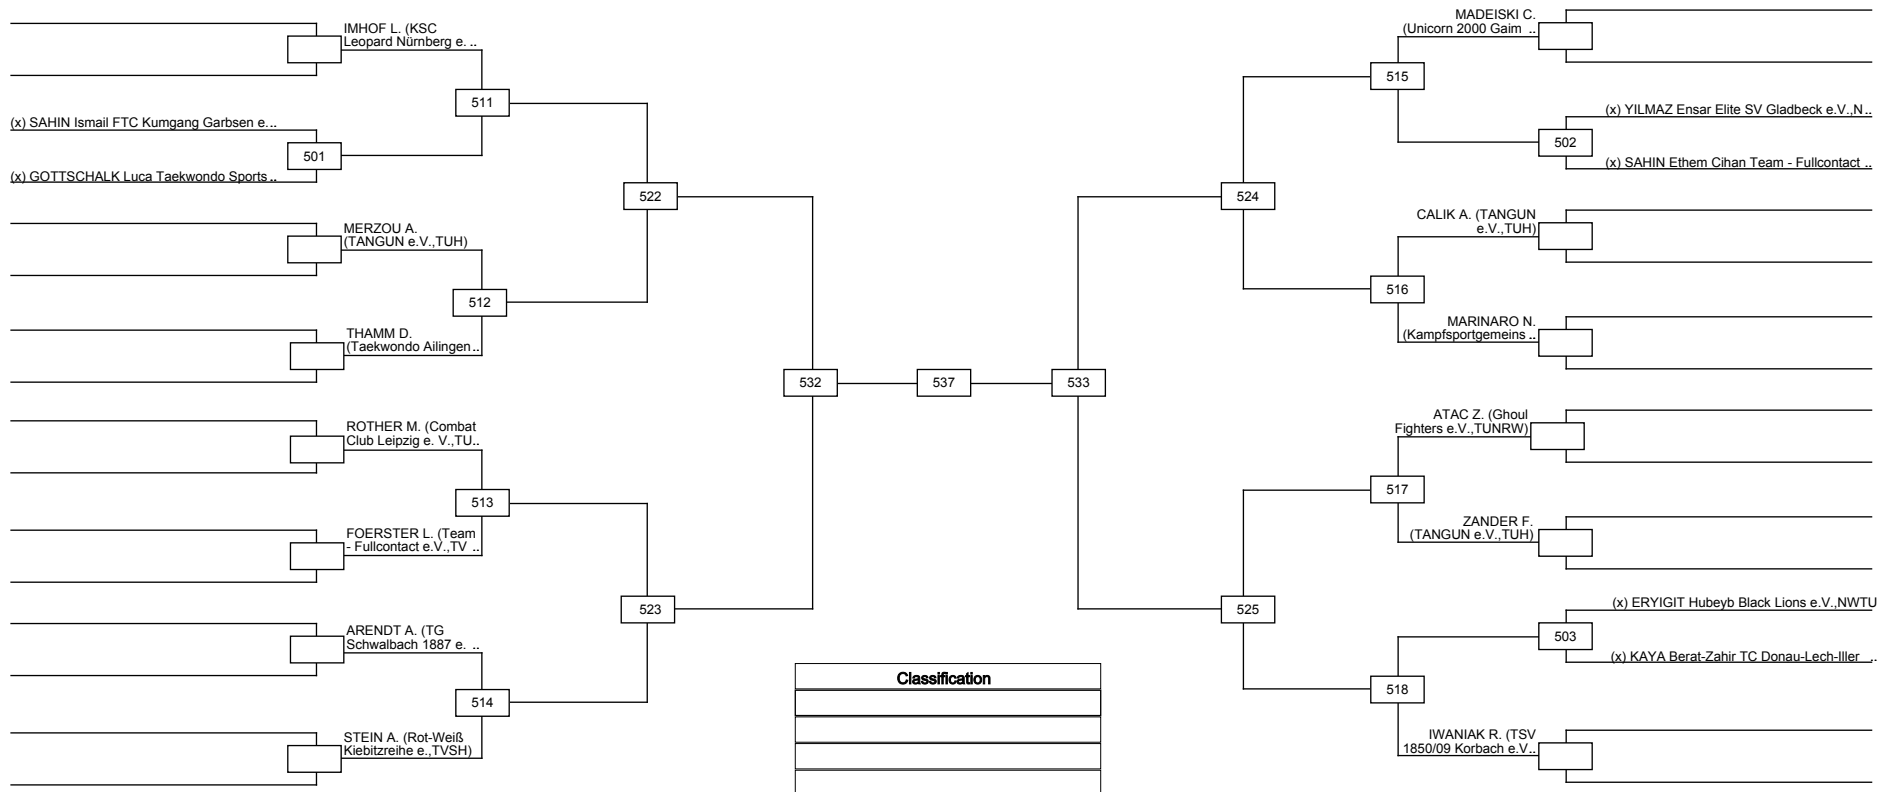 IMHOF L. (KSC
Leopard Nürnberg e. ..
511
(x) SAHIN Ismail FTC Kumgang Garbsen e...
501
(x) GOTTSCHALK Luca Taekwondo Sports ..
522
MERZOU A.
(TANGUN e.V.,TUH)
512
THAMM D.
(Taekwondo Ailingen ..
532
537
533
ROTHER M. (Combat
Club Leipzig e. V.,TU..
513
FOERSTER L. (Team
- Fullcontact e.V.,TV ..
523
ARENDT A. (TG
Schwalbach 1887 e. ..
514
STEIN A. (Rot-Weiß
Kiebitzreihe e.,TVSH)
MADEISKI C.
(Unicorn 2000 Gaim ..
515
(x) YILMAZ Ensar Elite SV Gladbeck e.V.,N ..
502
(x) SAHIN Ethem Cihan Team - Fullcontact ..
524
CALIK A. (TANGUN
e.V.,TUH)
516
MARINARO N.
(Kampfsportgemeins ..
ATAC Z. (Ghoul
Fighters e.V.,TUNRW)
517
ZANDER F.
(TANGUN e.V.,TUH)
525
(x) ERYIGIT Hubeyb Black Lions e.V.,NWTU
503
(x) KAYA Berat-Zahir TC Donau-Lech-Iller ..
518
IWANIAK R. (TSV
1850/09 Korbach e.V..
Classification